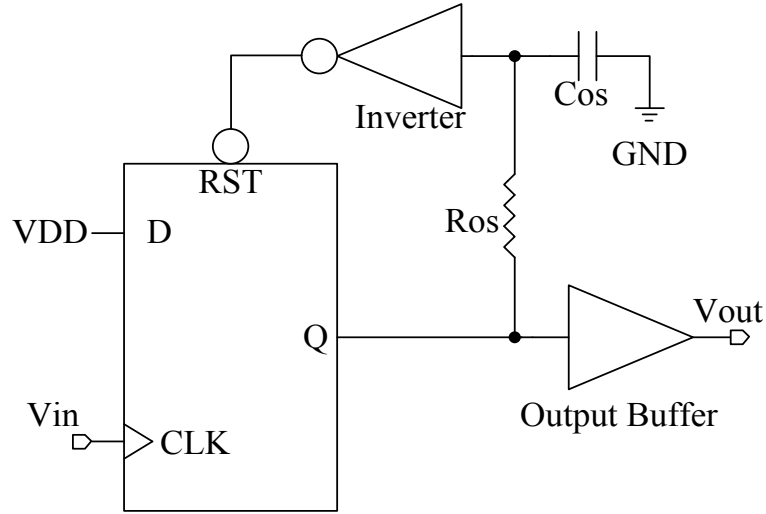 Inverter
Cos
GND
RST
VDD
D
Ros
Q
Vout
Vin
CLK
Output Buffer